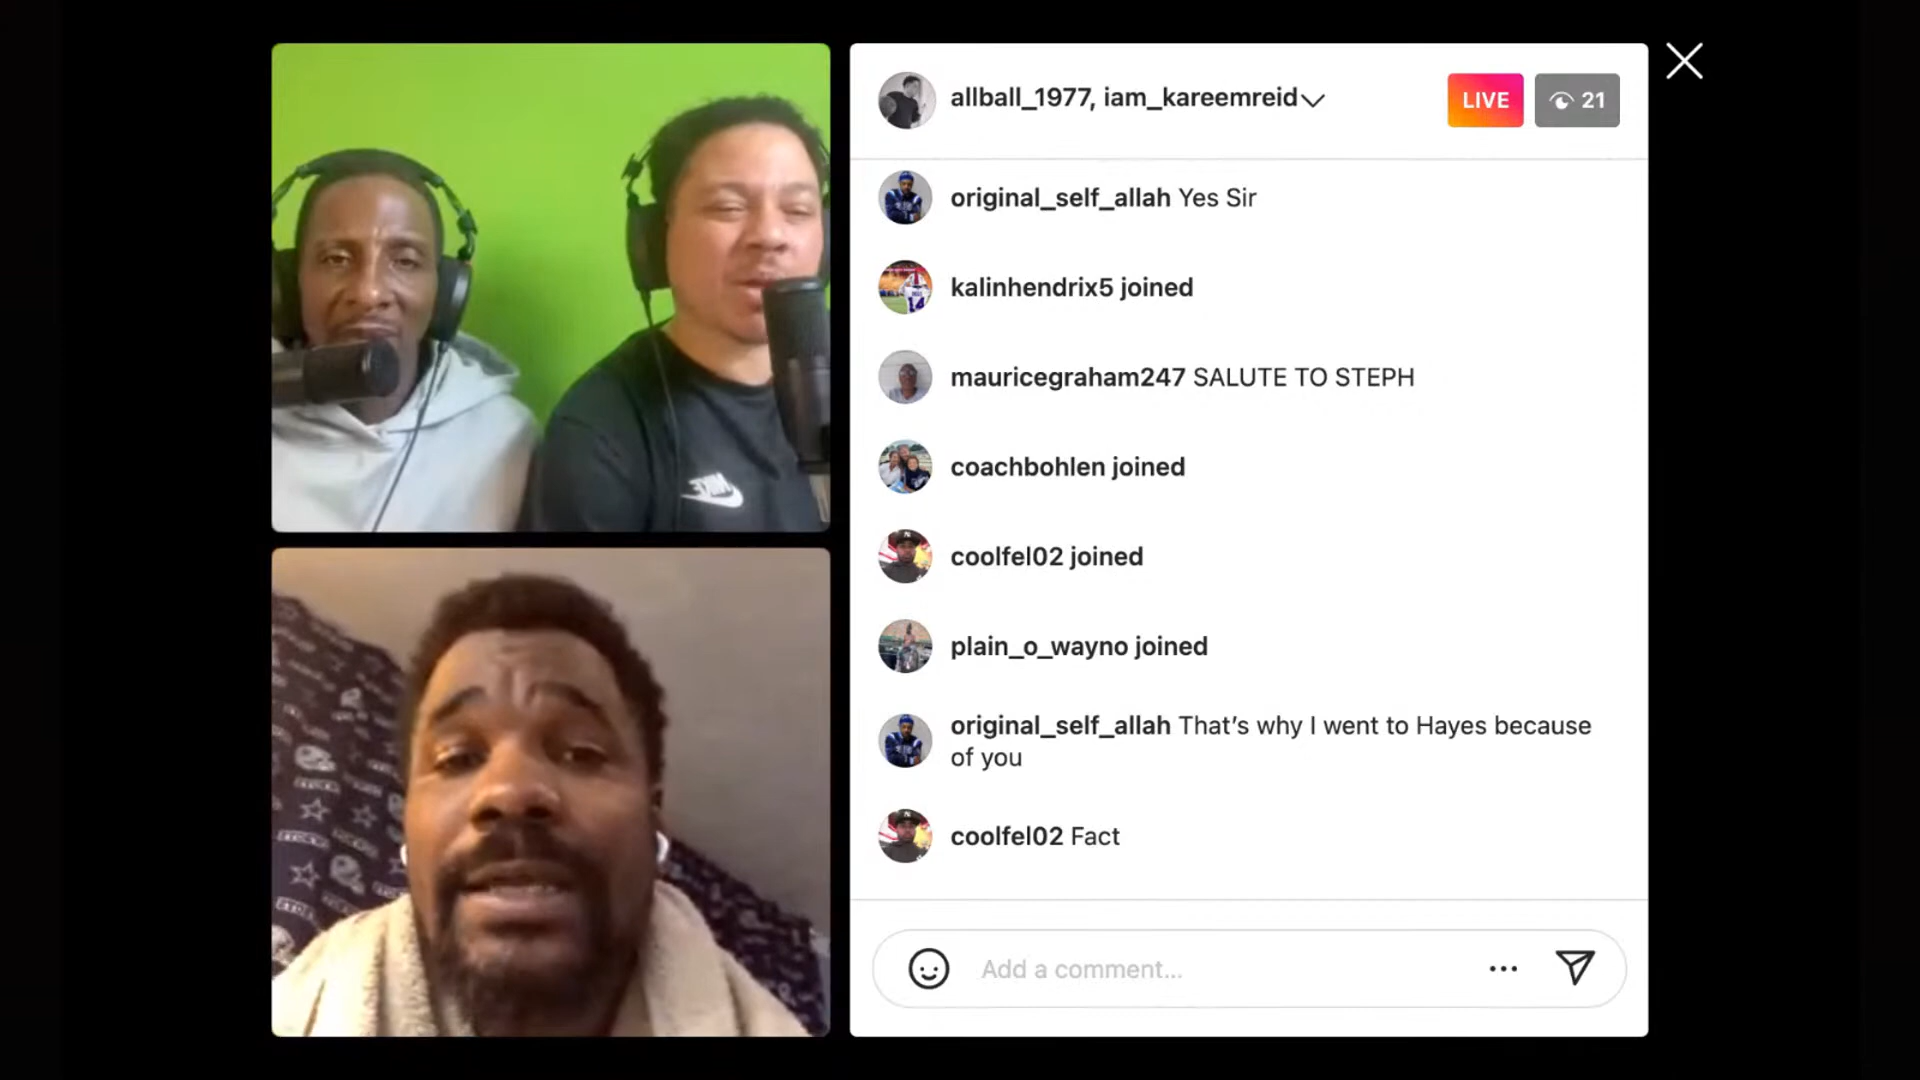 allball_1977, iam_kareemreid
LIVE
21
original_self_allah Yes Sir
kalinhendrix5 joined
mauricegraham247 SALUTE TO STEPH
coachbohlen joined
coolfel02 joined
plain_o_wayno joined
original_self_allah That’s why I went to Hayes because
of you
coolfel02 Fact
Add a comment...
NIKE